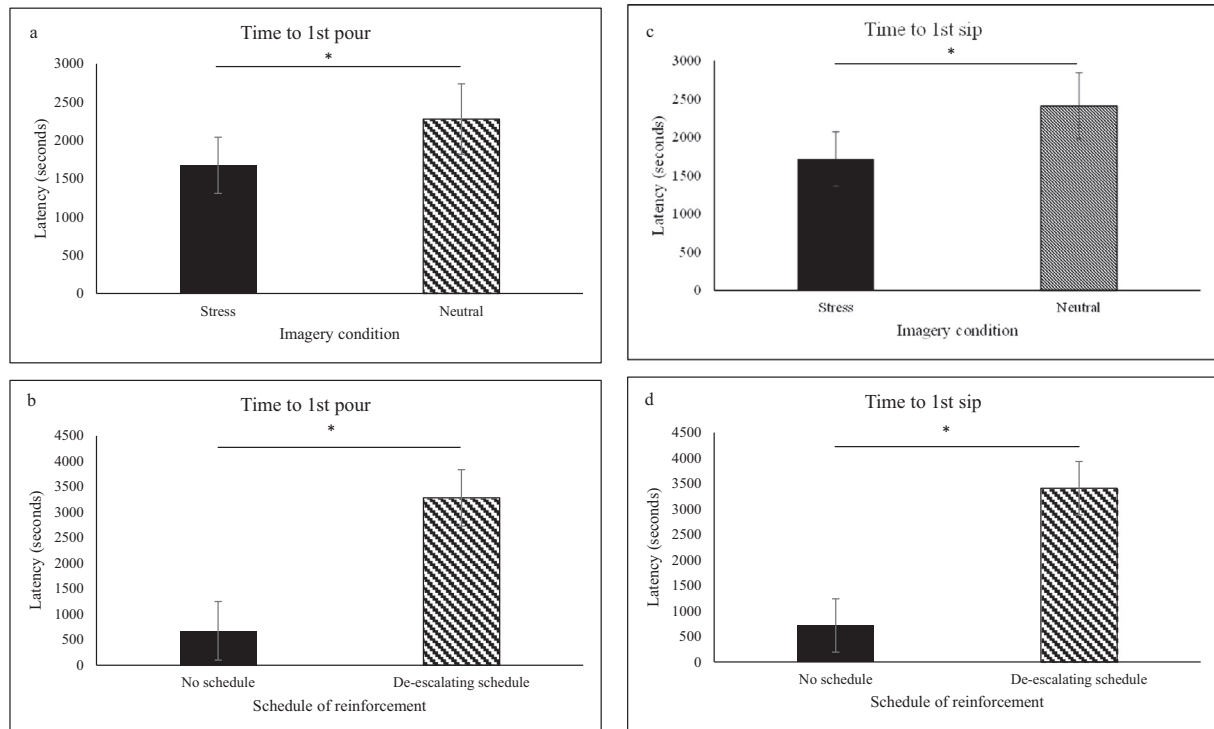 a
Time to 1st pour
*
3000
2500
2000
1500
1000
500
0
Latency (seconds)
Stress
Neutral
Imagery condition
c
Time to 1st sip
*
3000
2500
2000
1500
1000
500
0
Latency (seconds)
Stress
Neutral
Imagery condition
b
Time to 1st pour
*
4500
4000
3500
3000
2500
2000
1500
1000
500
0
Latency (seconds)
No schedule
De-escalating schedule
Schedule of reinforcement
d
Time to 1st sip
*
4500
4000
3500
3000
2500
2000
1500
1000
500
0
Latency (seconds)
No schedule
De-escalating schedule
Schedule of reinforcement